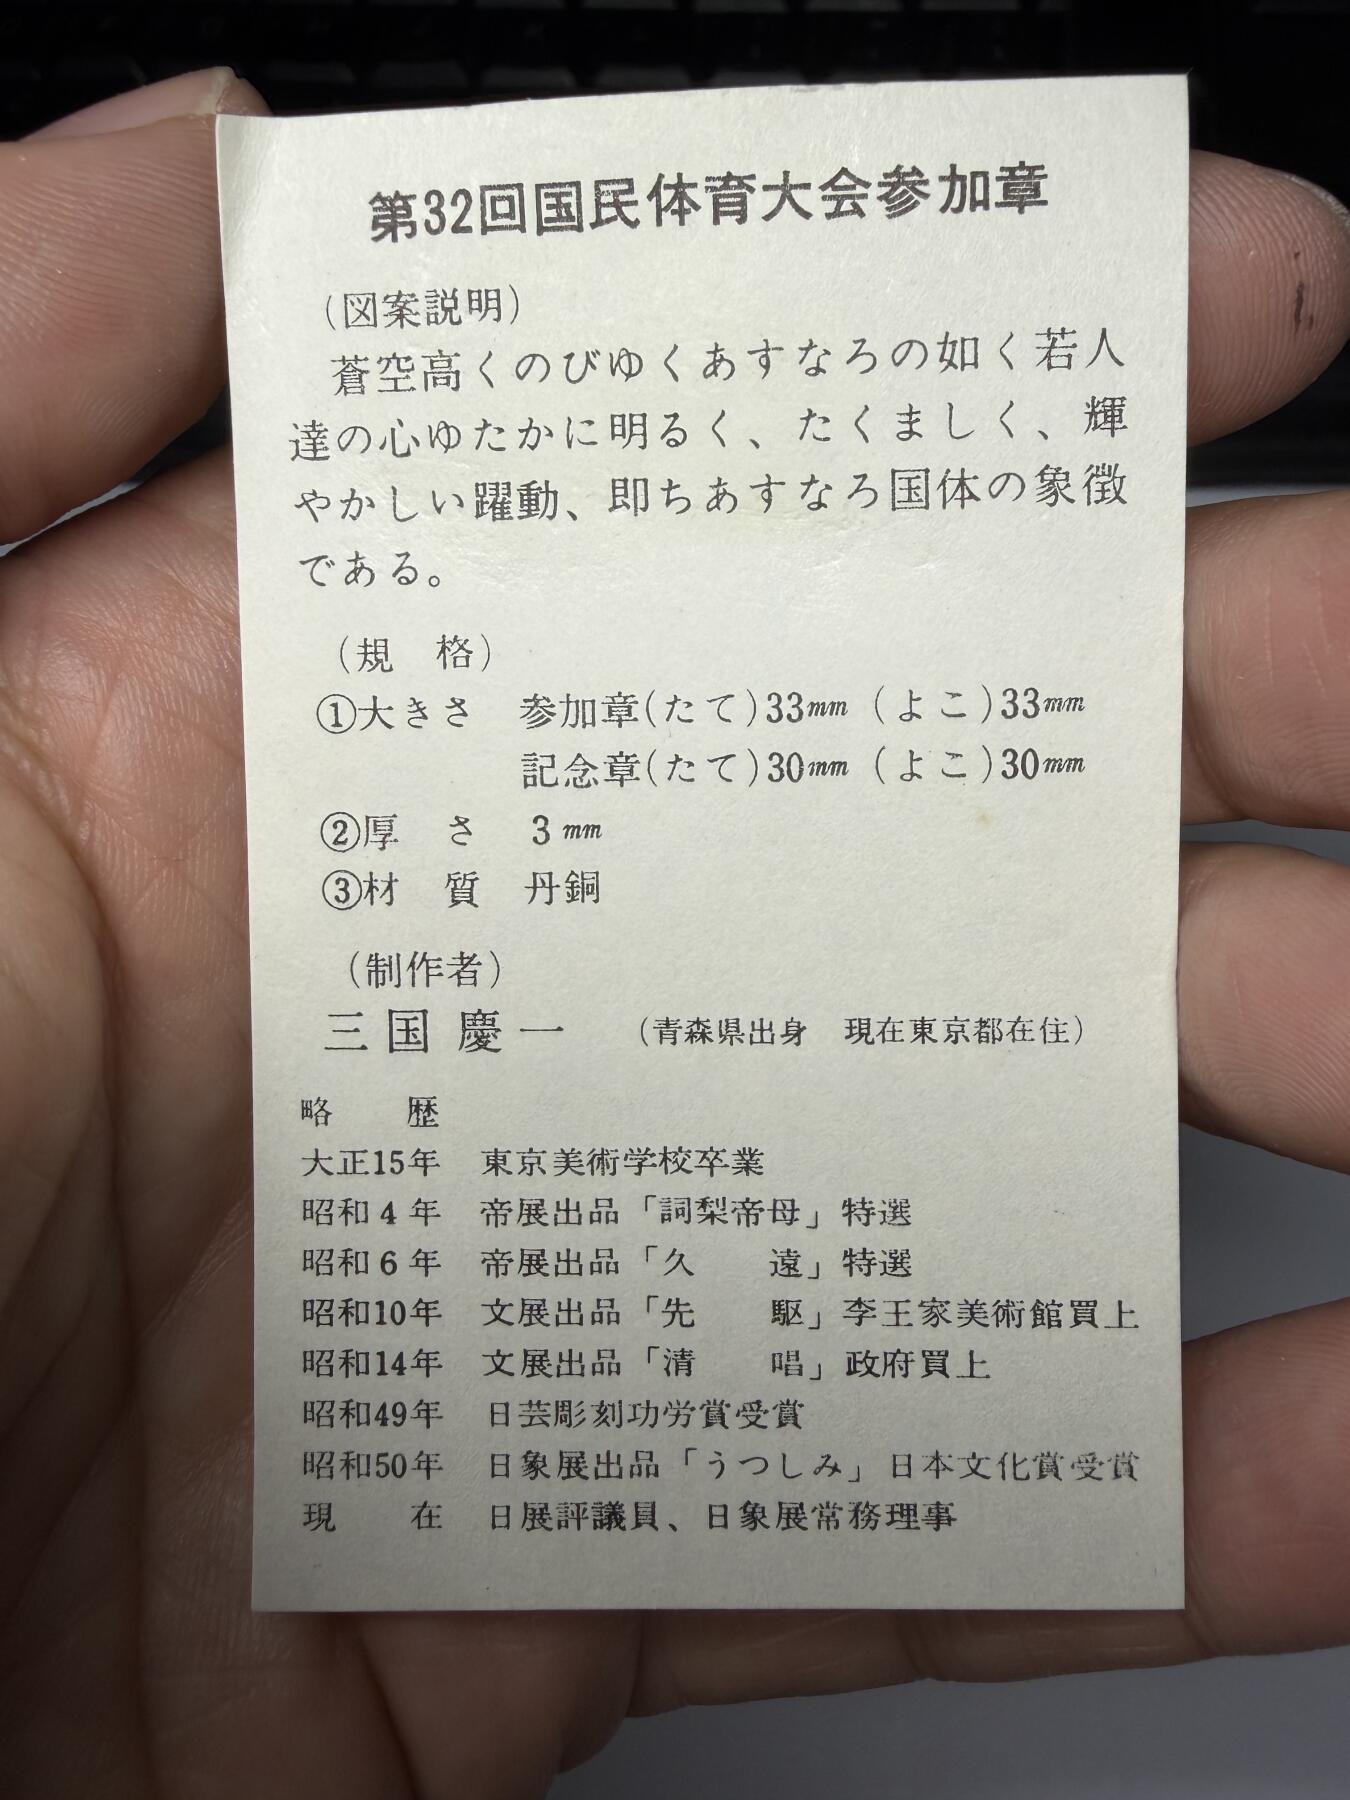 第32回国民体育大会参加章
(図案説明)
蒼空高くのびゆくあすなろの如く若人
達の心ゆたかに明るく、たくましく、輝
やかしい躍動、即ちあすなろ国体の象徴
である。
(規 格)
①大きさ 参加章(たて)33mm (よこ)33mm
記念章(たて)30mm (よこ)30mm
②厚 さ 3mm
③材 質 丹銅
(制作者)
三国慶一 (青森県出身 現在東京都在住)
略 歴
大正15年 東京美術学校卒業
昭和4年 帝展出品「詞梨帝母」特選
昭和6年 帝展出品「久 遠」特選
昭和10年 文展出品「先 駆」李王家美術館買上
昭和14年 文展出品「清 唱」政府買上
昭和49年 日芸彫刻功労賞受賞
昭和50年 日象展出品「うつしみ」日本文化賞受賞
現 在 日展評議員、日象展常務理事